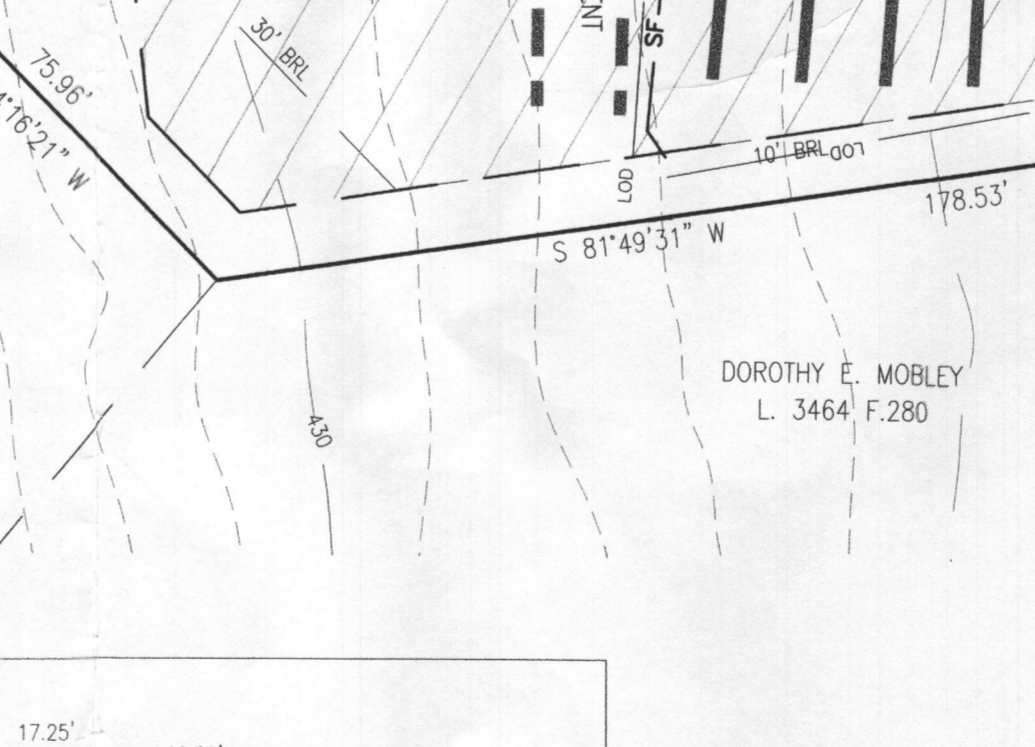 30' BRL
SF
75.96'
4°16'21" W
10' BRL
LOD
LOD
178.53'
S 81°49'31" W
DOROTHY E. MOBLEY
L. 3464 F.280
430
17.25'